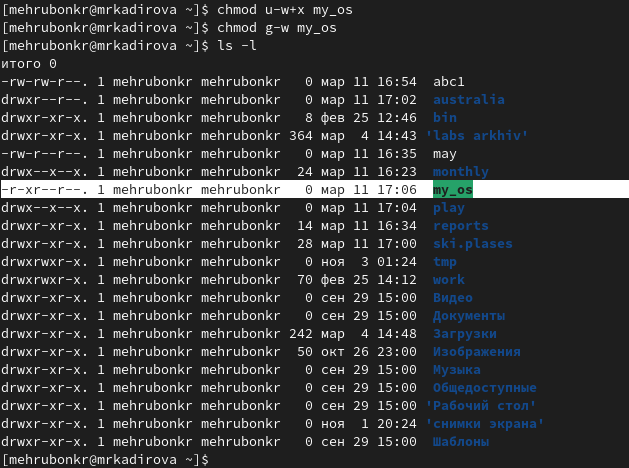 [mehrubonkr@mrkadirova ~]$ chmod u-w+x my_os
[mehrubonkr@mrkadirova ~]$ chmod g-w my_os
[mehrubonkr@mrkadirova ~]$ ls -l
итого 0
-rw-rw-r--. 1 mehrubonkr mehrubonkr   0 мар 11 16:54  abc1
drwxr--r--. 1 mehrubonkr mehrubonkr   0 мар 11 17:02  australia
drwxr-xr-x. 1 mehrubonkr mehrubonkr   8 фев 25 12:46  bin
drwxr-xr-x. 1 mehrubonkr mehrubonkr 364 мар  4 14:43 'labs arkhiv'
-rw-rw-r--. 1 mehrubonkr mehrubonkr   0 мар 11 16:35  may
drwx--x--x. 1 mehrubonkr mehrubonkr  24 мар 11 16:23  monthly
-r-xr--r--. 1 mehrubonkr mehrubonkr   0 мар 11 17:06  my_os
drwx--x--x. 1 mehrubonkr mehrubonkr   0 мар 11 17:04  play
drwxr-xr-x. 1 mehrubonkr mehrubonkr  14 мар 11 16:34  reports
drwxr-xr-x. 1 mehrubonkr mehrubonkr  28 мар 11 17:00  ski.plases
drwxrwxr-x. 1 mehrubonkr mehrubonkr   0 ноя  3 01:24  tmp
drwxrwxr-x. 1 mehrubonkr mehrubonkr  70 фев 25 14:12  work
drwxr-xr-x. 1 mehrubonkr mehrubonkr   0 сен 29 15:00  Видео
drwxr-xr-x. 1 mehrubonkr mehrubonkr   0 сен 29 15:00  Документы
drwxr-xr-x. 1 mehrubonkr mehrubonkr 242 мар  4 14:48  Загрузки
drwxr-xr-x. 1 mehrubonkr mehrubonkr  50 окт 26 23:00  Изображения
drwxr-xr-x. 1 mehrubonkr mehrubonkr   0 сен 29 15:00  Музыка
drwxr-xr-x. 1 mehrubonkr mehrubonkr   0 сен 29 15:00  Общедоступные
drwxr-xr-x. 1 mehrubonkr mehrubonkr   0 сен 29 15:00 'Рабочий стол'
drwxr-xr-x. 1 mehrubonkr mehrubonkr   0 ноя  1 20:24 'снимки экрана'
drwxr-xr-x. 1 mehrubonkr mehrubonkr   0 сен 29 15:00  Шаблоны
[mehrubonkr@mrkadirova ~]$